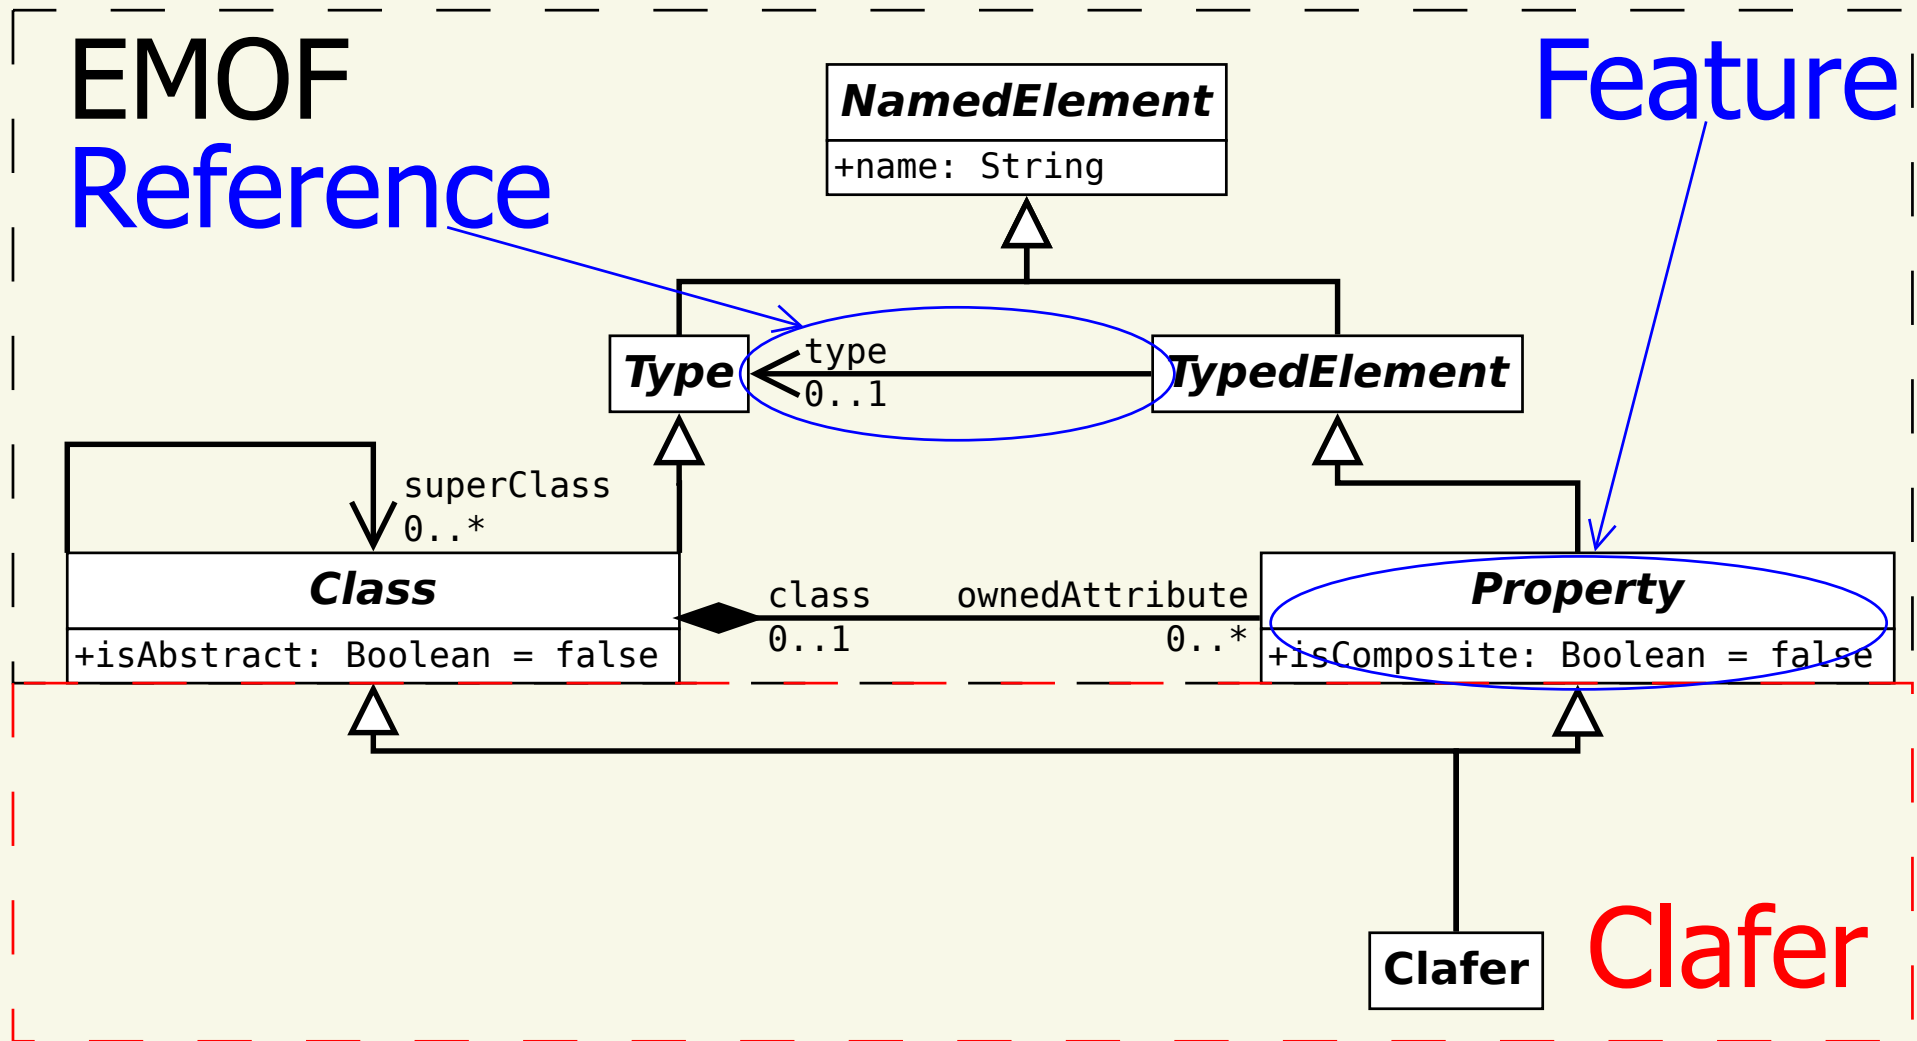 EMOF
Reference
Feature
NamedElement
+name: String
Type
type
0..1
TypedElement
superClass
0..*
Class
+isAbstract: Boolean = false
class
0..1
ownedAttribute
0..*
Property
+isComposite: Boolean = false
Clafer
Clafer